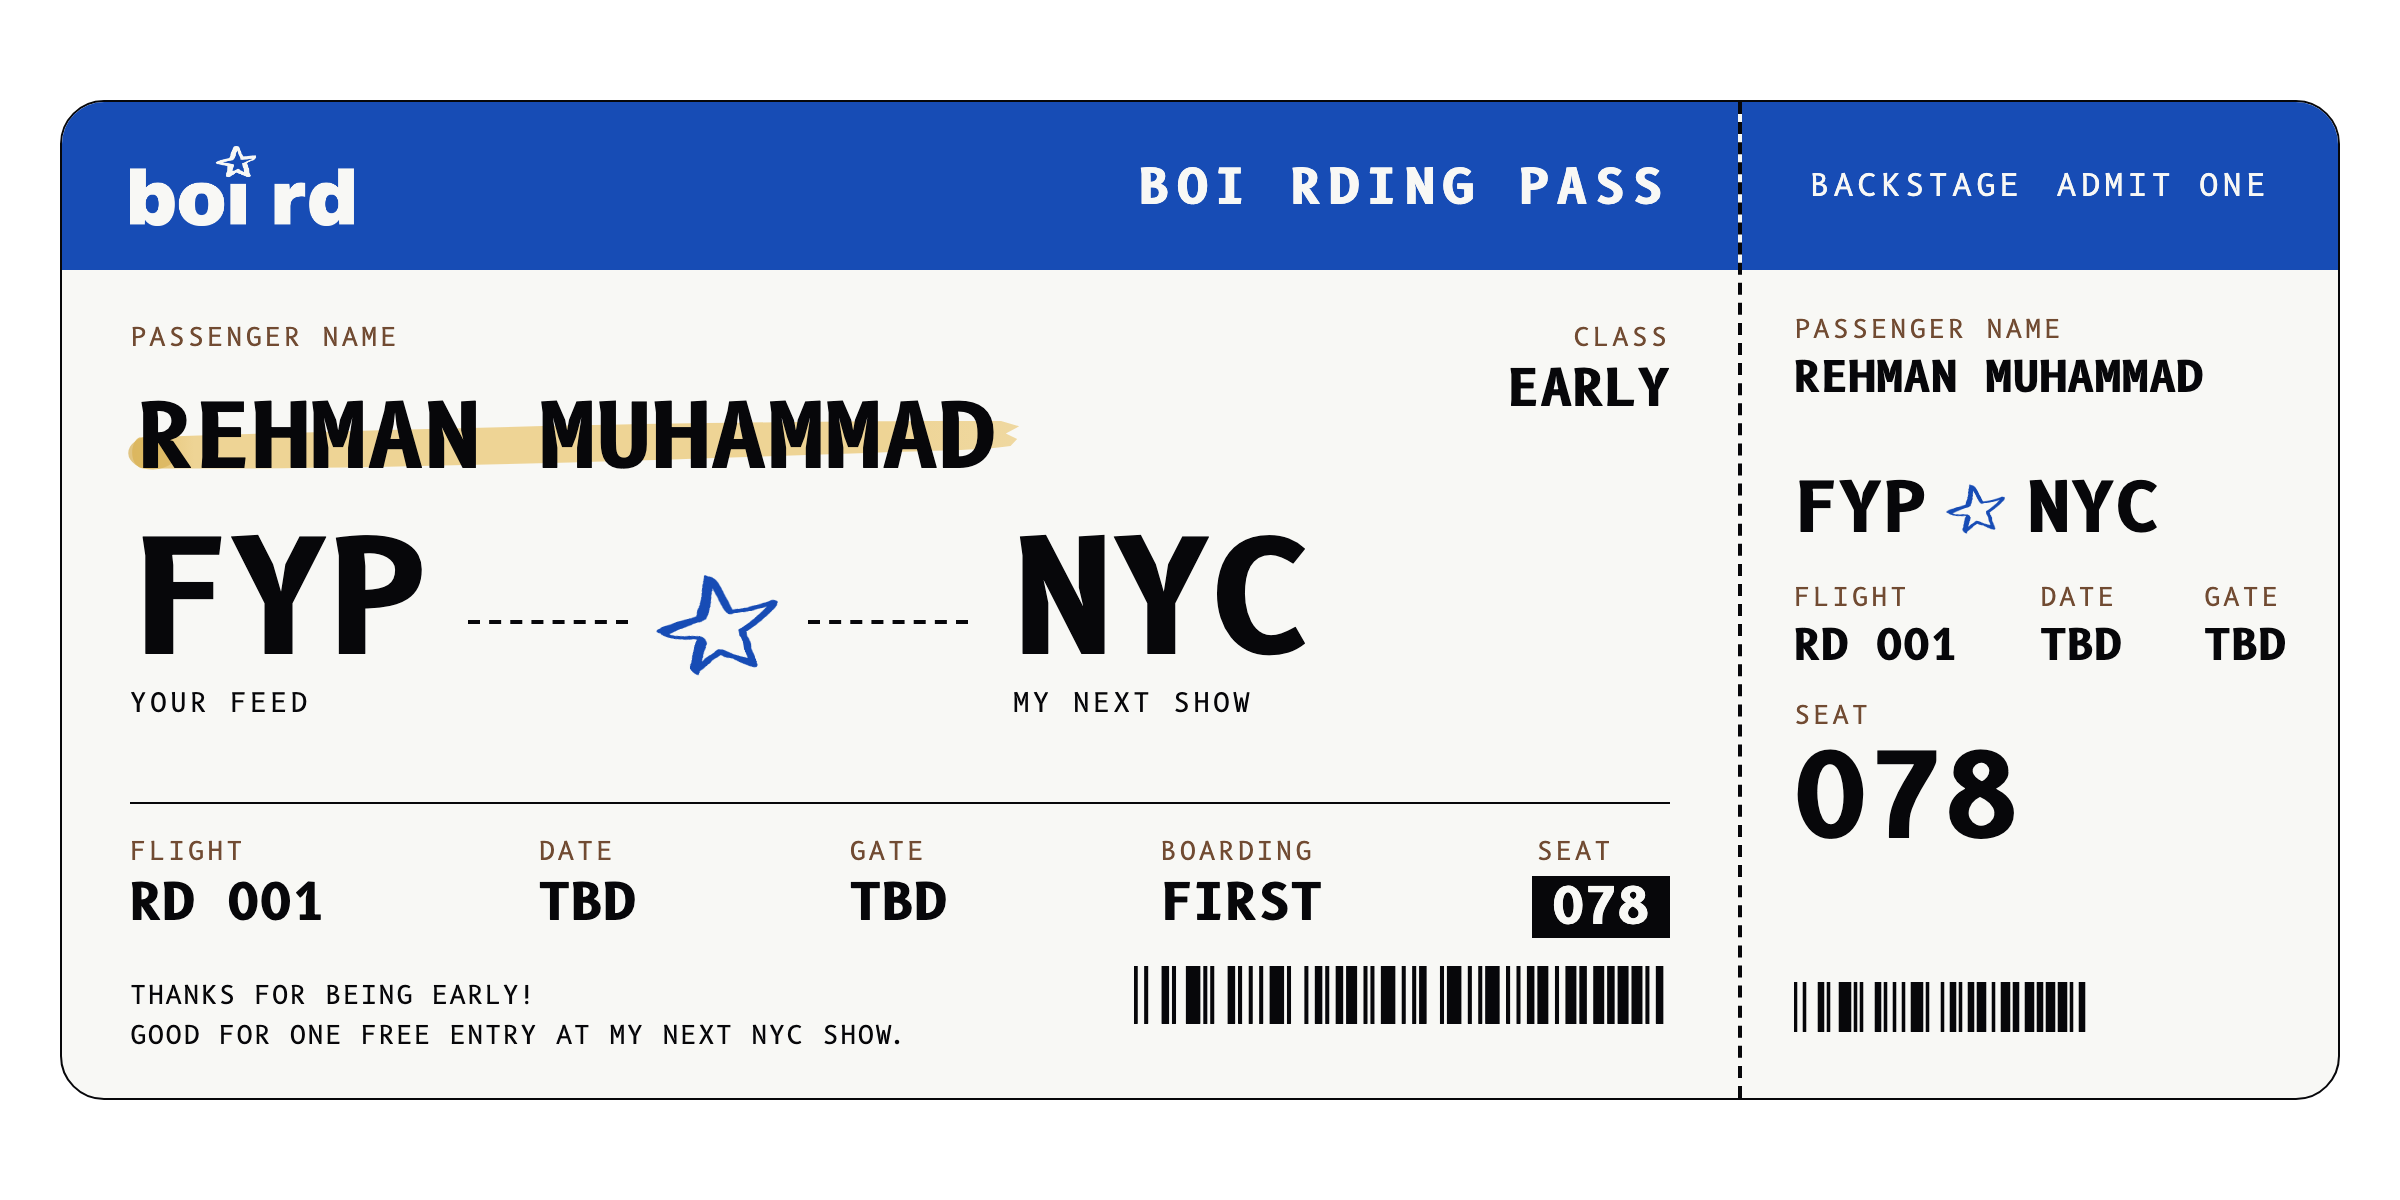 boi rd
BOI RDING PASS
PASSENGER NAME
REHMAN MUHAMMAD
CLASS
EARLY
FYP
NYC
YOUR FEED
MY NEXT SHOW
FLIGHT
RD 001
DATE
TBD
GATE
TBD
BOARDING
FIRST
SEAT
078
THANKS FOR BEING EARLY!
GOOD FOR ONE FREE ENTRY AT MY NEXT NYC SHOW.
BACKSTAGE ADMIT ONE
PASSENGER NAME
REHMAN MUHAMMAD
FYP NYC
FLIGHT
RD 001
DATE
TBD
GATE
TBD
SEAT
078